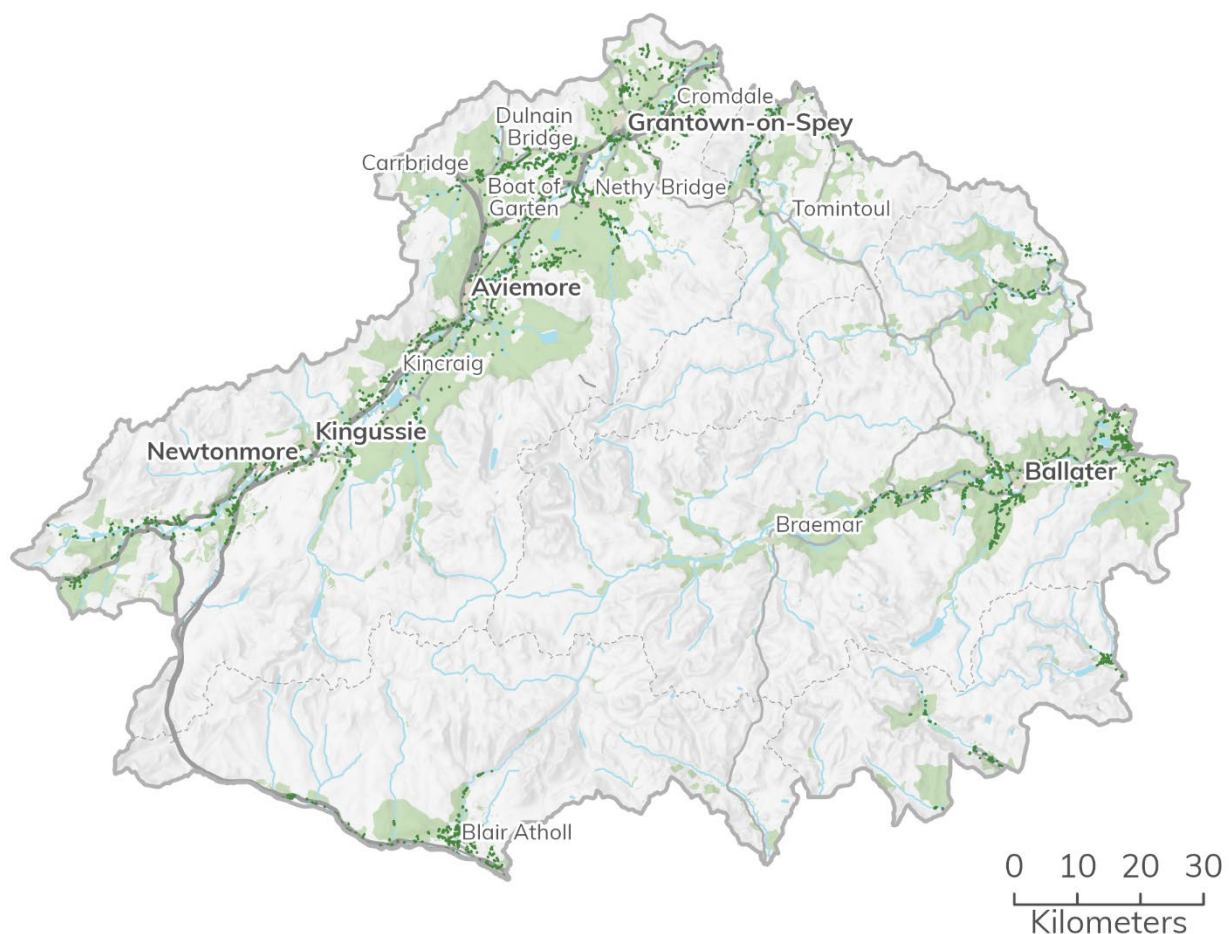 Cromdale
Grantown-on-Spey
Dulnain
Bridge
Carrbridge
Boat of
Garten
Nethy Bridge
Tomintoul
Aviemore
Kincraig
Kingussie
Newtonmore
Ballater
Braemar
Blair Atholl
0 10 20 30
Kilometers